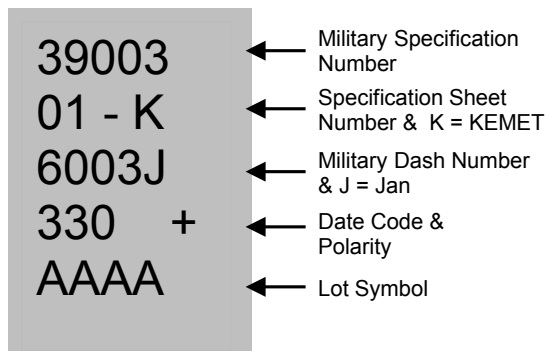 39003
01 - K
6003J
330 +
AAAA
Military Specification
Number
Specification Sheet
Number & K = KEMET
Military Dash Number
& J = Jan
Date Code &
Polarity
Lot Symbol